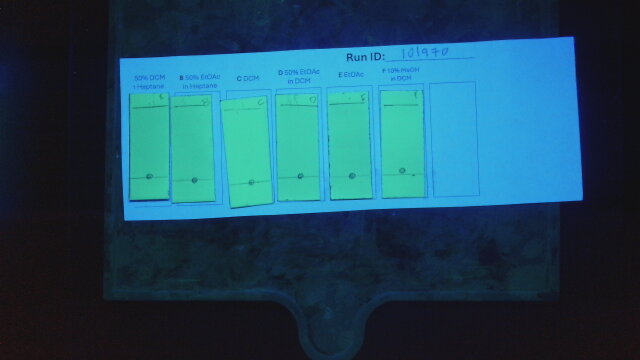 Run ID: 101970
50% DCM
n Heptane
B 50% EtOAc
in Heptane
C DCM
D 50% EtOAc
in DCM
E EtOAc
F 10% MeOH
in DCM
B
C
D
E
F